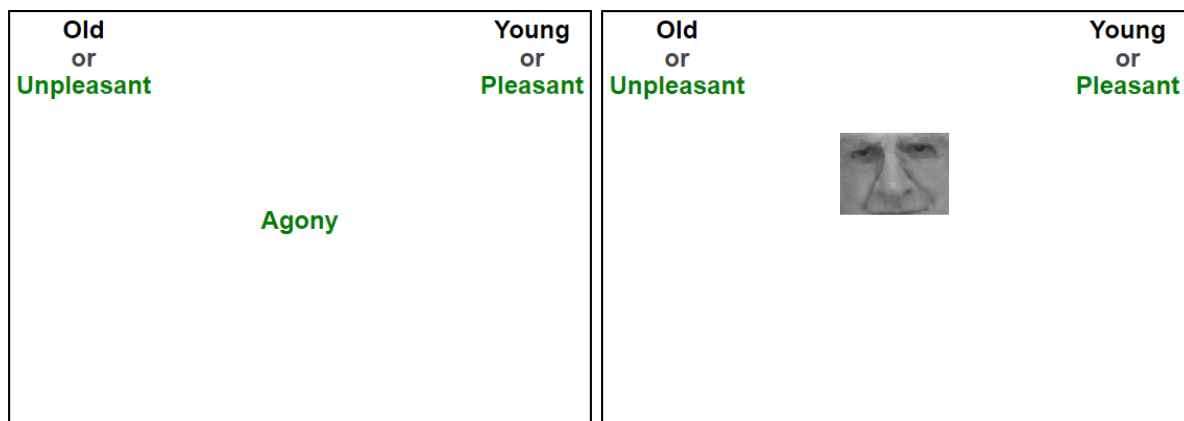 Old
or
Unpleasant
Young
or
Pleasant
Agony
Old
or
Unpleasant
Young
or
Pleasant